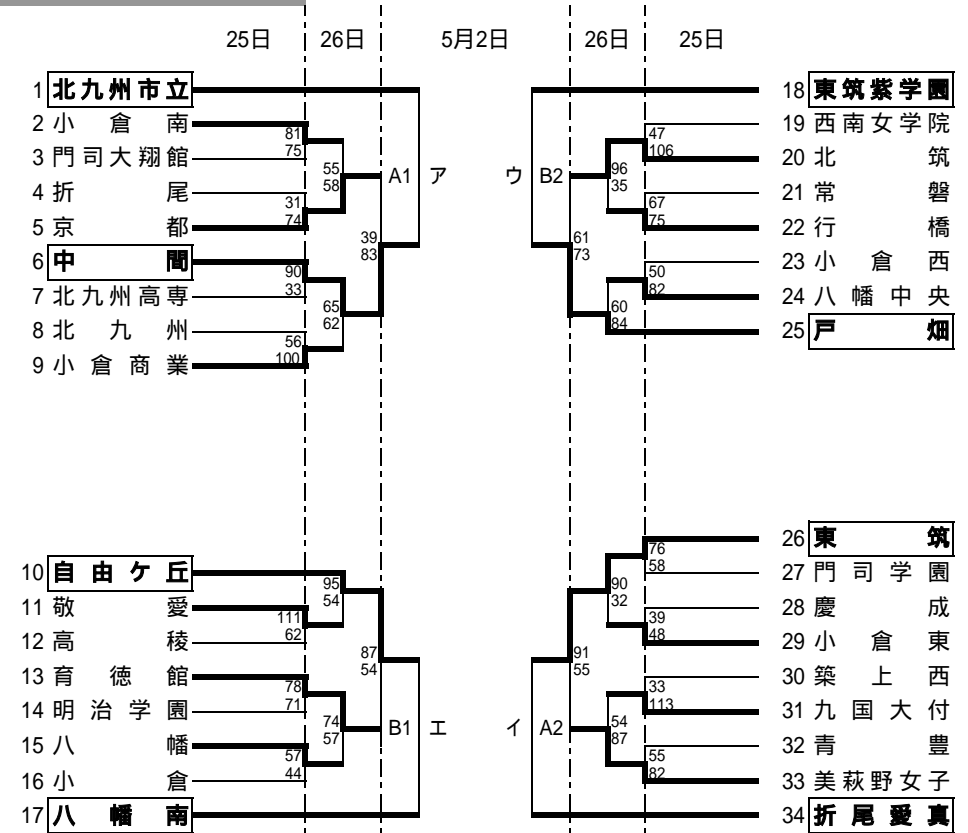 25日 26日 5月2日 26日 25日
1 北九州市立
2 小倉南
81
75
3 門司大翔館
55
58
4 折尾
31
74
5 京都
A1 ア
39
83
6 中間
90
33
7 北九州高専
65
62
8 北九州
56
100
9 小倉商業
18 東筑紫学園
19 西南女学院
47
106
20 北筑
ウ B2
96
35
21 常磐
67
75
22 行橋
61
73
23 小倉西
50
82
24 八幡中央
60
84
25 戸畑
10 自由ケ丘
95
54
11 敬愛
111
62
12 高稜
87
54
13 育徳館
78
71
14 明治学園
74
57
B1 エ
15 八幡
57
44
16 小倉
17 八幡南
26 東筑
76
58
27 門司学園
90
32
28 慶成
39
48
29 小倉東
91
55
30 築上西
33
113
31 九国大付
イ A2
54
87
32 青豊
55
82
33 美萩野女子
34 折尾愛真